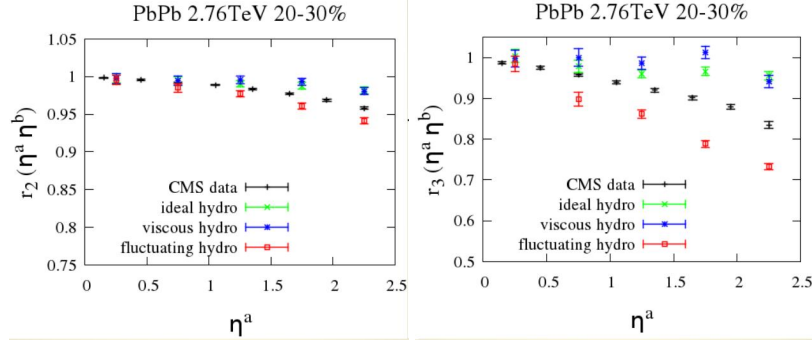 PbPb 2.76TeV 20-30%
1.05
1
0.95
0.9
0.85
0.8
0.75
r2 (ηᵃ ηᵇ)
CMS data
ideal hydro
viscous hydro
fluctuating hydro
0 0.5 1 1.5 2 2.5
ηᵃ
PbPb 2.76TeV 20-30%
1
0.9
0.8
0.7
0.6
0.5
r3 (ηᵃ ηᵇ)
CMS data
ideal hydro
viscous hydro
fluctuating hydro
0 0.5 1 1.5 2 2.5
ηᵃ